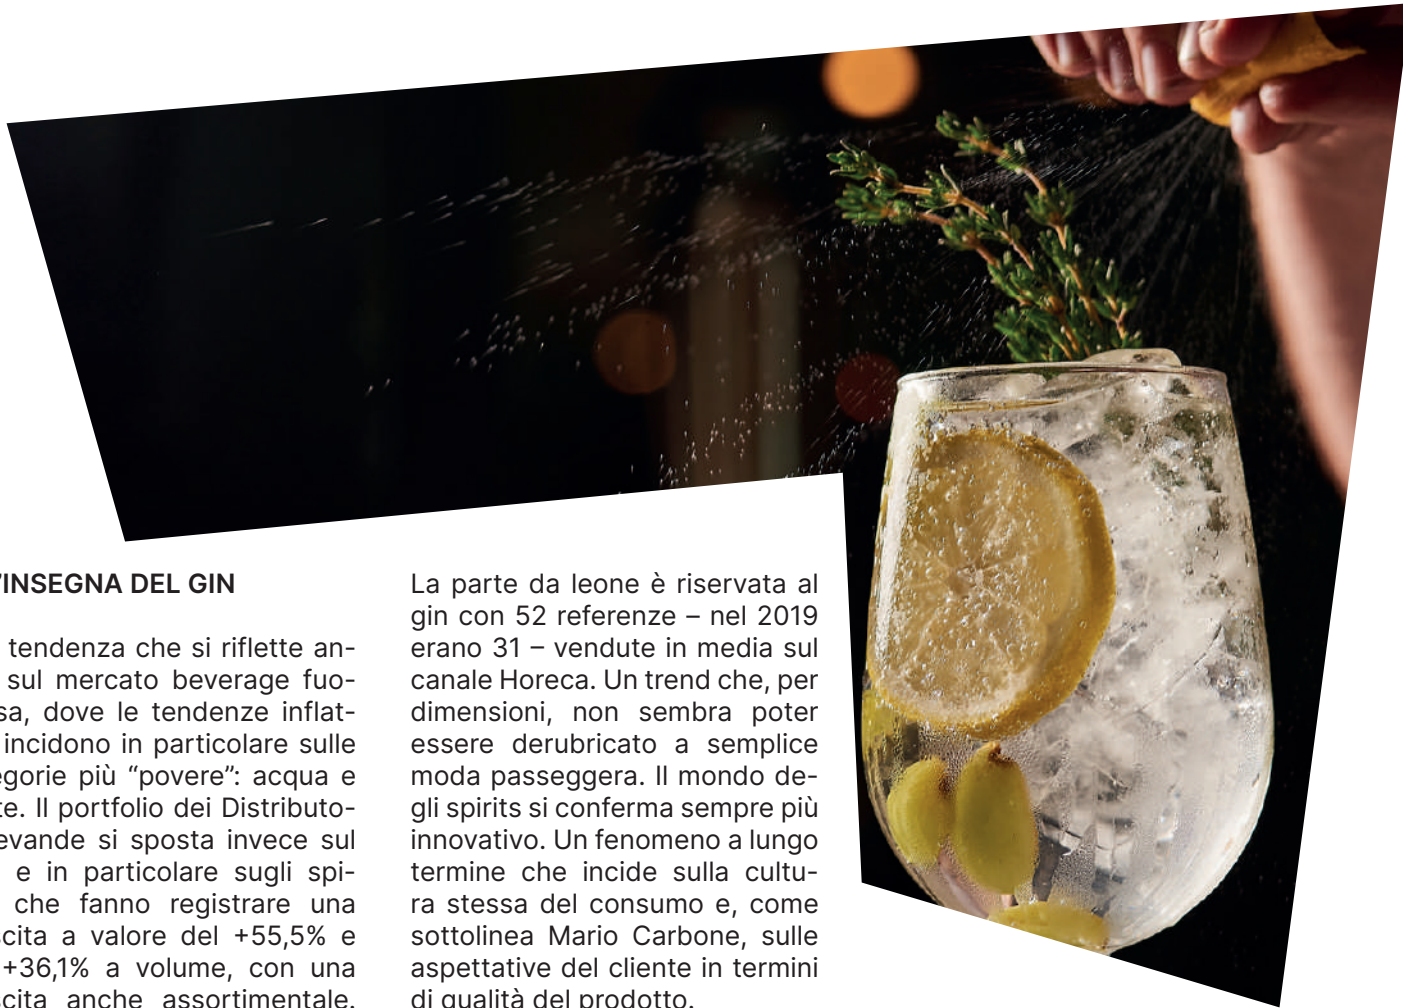 'INSEGNA DEL GIN
tendenza che si riflette an-
sul mercato beverage fuo-
sa, dove le tendenze inflat-
incidono in particolare sulle
egorie più “povere”: acqua e
te. Il portfolio dei Distributo-
evande si sposta invece sul
e in particolare sugli spi-
che fanno registrare una
scita a valore del +55,5% e
+36,1% a volume, con una
scita anche assortimentale.
La parte da leone è riservata al
gin con 52 referenze – nel 2019
erano 31 – vendute in media sul
canale Horeca. Un trend che, per
dimensioni, non sembra poter
essere derubricato a semplice
moda passeggera. Il mondo de-
gli spirits si conferma sempre più
innovativo. Un fenomeno a lungo
termine che incide sulla cultu-
ra stessa del consumo e, come
sottolinea Mario Carbone, sulle
aspettative del cliente in termini
di qualità del prodotto.